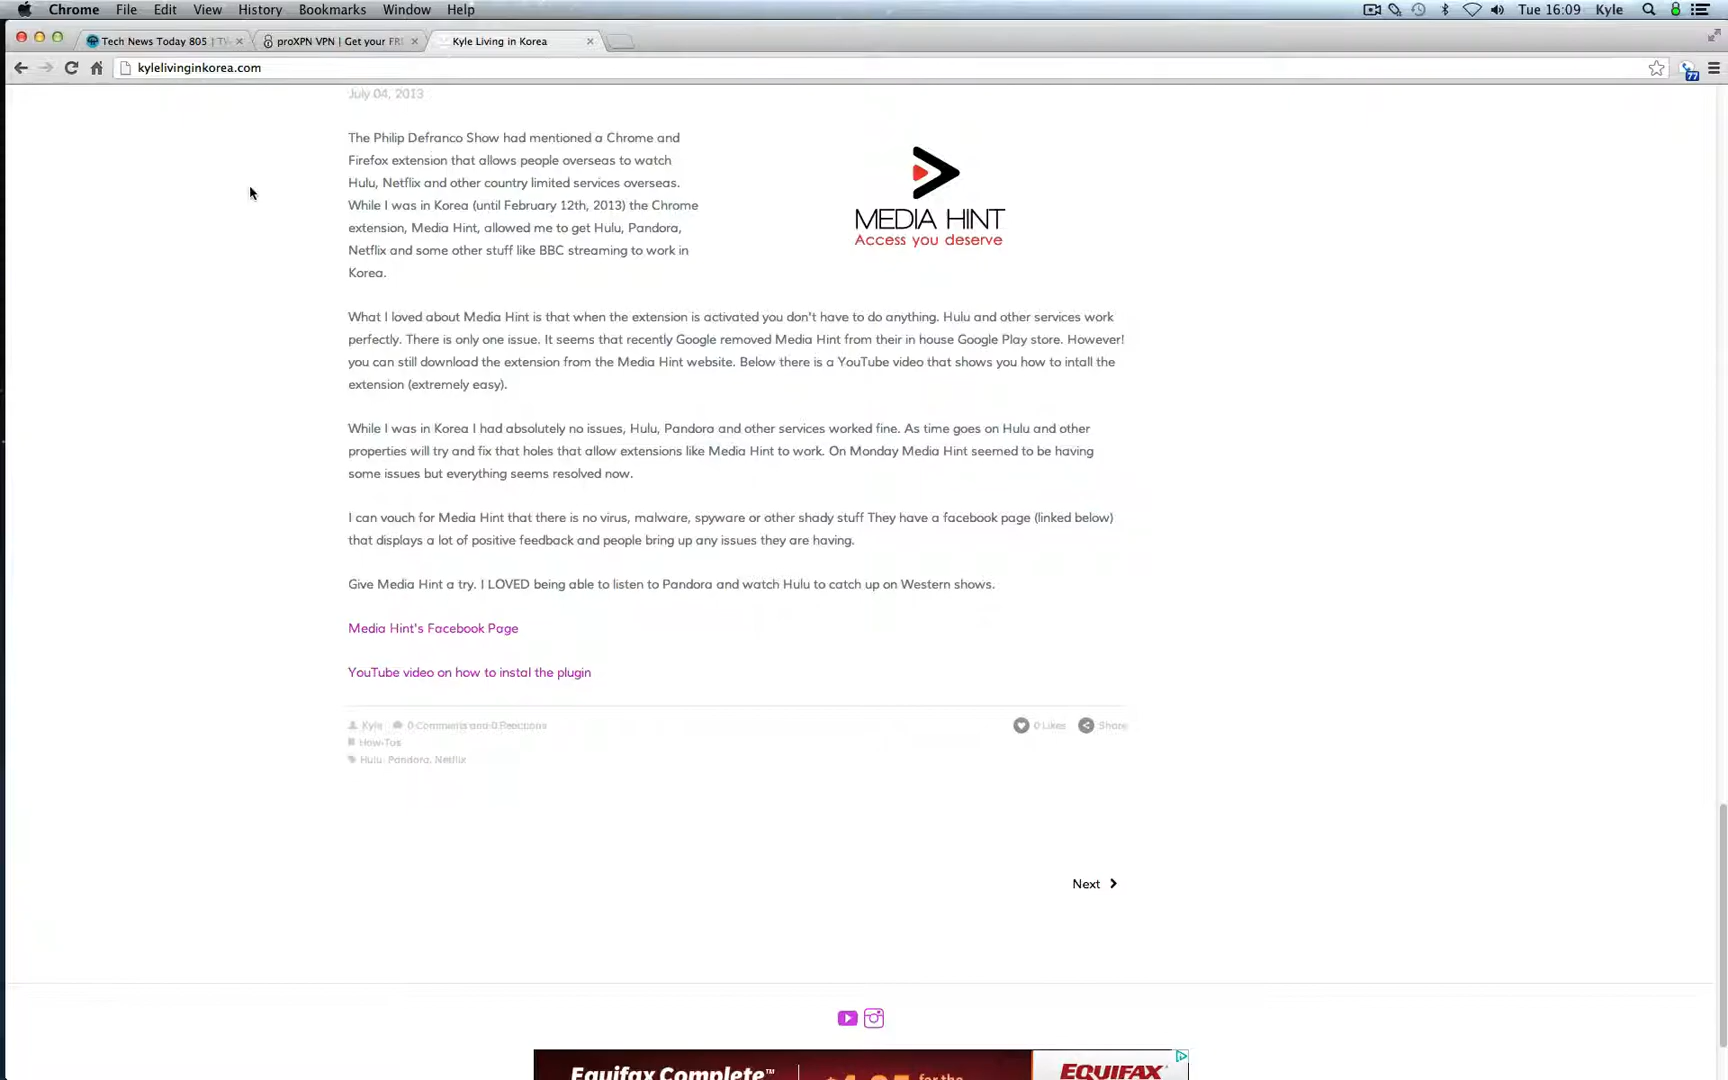 Chrome File Edit View History Bookmarks Window Help
Tue 16:09 Kyle
Tech News Today 805 | TV
proXPN VPN | Get your FRE
Kyle Living in Korea
kylelivinginkorea.com
77
July 04, 2013
The Philip Defranco Show had mentioned a Chrome and
Firefox extension that allows people overseas to watch
Hulu, Netflix and other country limited services overseas.
While I was in Korea (until February 12th, 2013) the Chrome
extension, Media Hint, allowed me to get Hulu, Pandora,
Netflix and some other stuff like BBC streaming to work in
Korea.
MEDIA HINT
Access you deserve
What I loved about Media Hint is that when the extension is activated you don't have to do anything. Hulu and other services work
perfectly. There is only one issue. It seems that recently Google removed Media Hint from their in house Google Play store. However!
you can still download the extension from the Media Hint website. Below there is a YouTube video that shows you how to intall the
extension (extremely easy).
While I was in Korea I had absolutely no issues, Hulu, Pandora and other services worked fine. As time goes on Hulu and other
properties will try and fix that holes that allow extensions like Media Hint to work. On Monday Media Hint seemed to be having
some issues but everything seems resolved now.
I can vouch for Media Hint that there is no virus, malware, spyware or other shady stuff They have a facebook page (linked below)
that displays a lot of positive feedback and people bring up any issues they are having.
Give Media Hint a try. I LOVED being able to listen to Pandora and watch Hulu to catch up on Western shows.
Media Hint's Facebook Page
YouTube video on how to instal the plugin
Kyle 0 Comments and 0 Reactions
0 Likes Share
How-Tos
Hulu, Pandora, Netflix
Next
Equifax Complete™
for the
EQUIFAX